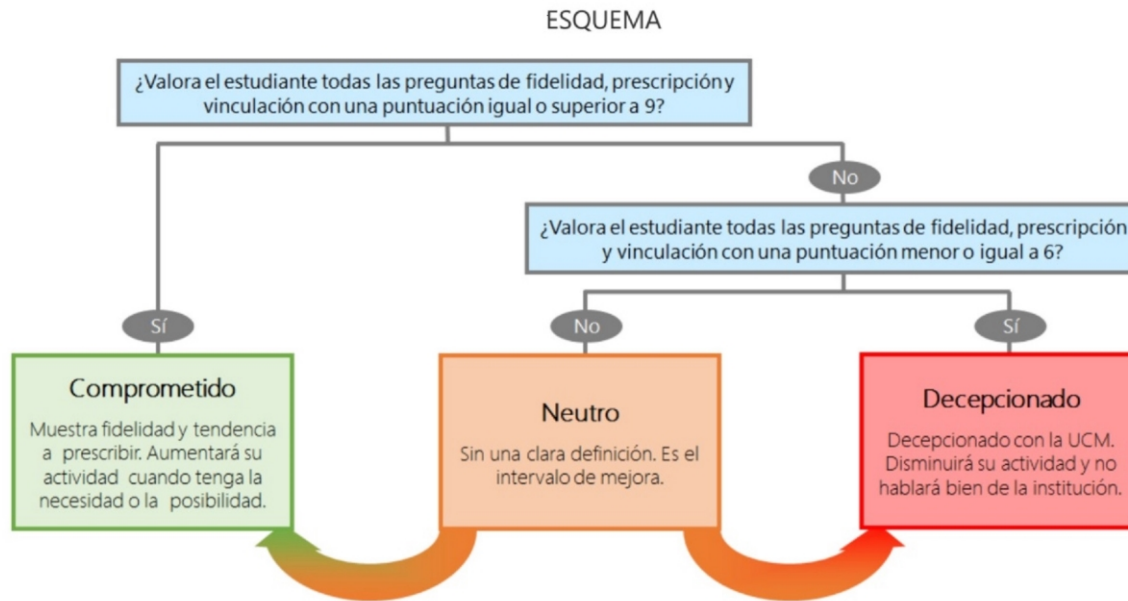 ESQUEMA
¿Valora el estudiante todas las preguntas de fidelidad, prescripción y
vinculación con una puntuación igual o superior a 9?
No
¿Valora el estudiante todas las preguntas de fidelidad, prescripción
y vinculación con una puntuación menor o igual a 6?
Sí
No
Sí
Comprometido
Muestra fidelidad y tendencia
a prescribir. Aumentará su
actividad cuando tenga la
necesidad o la posibilidad.
Neutro
Sin una clara definición. Es el
intervalo de mejora.
Decepcionado
Decepcionado con la UCM.
Disminuirá su actividad y no
hablará bien de la institución.